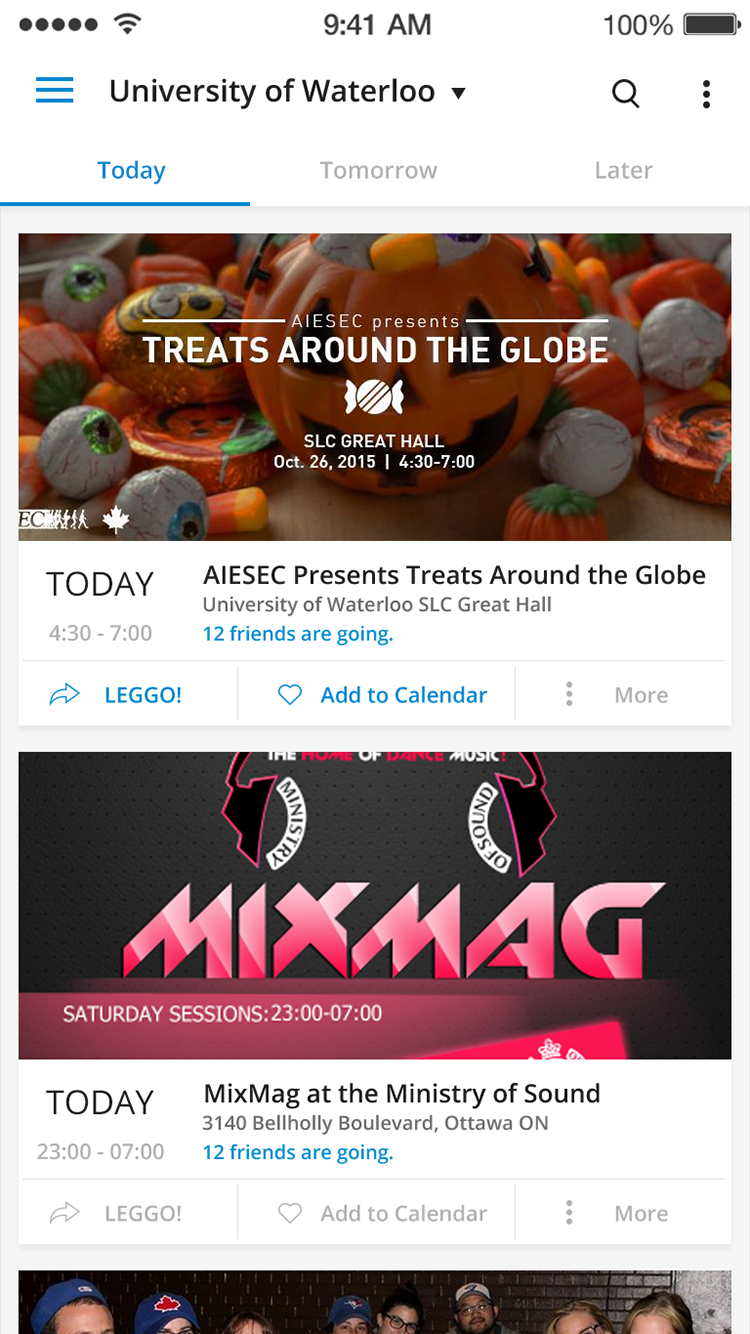 9:41 AM
100%
University of Waterloo
Today
Tomorrow
Later
AIESEC presents
TREATS AROUND THE GLOBE
SLC GREAT HALL
Oct. 26, 2015 | 4:30-7:00
EC
TODAY
4:30 - 7:00
AIESEC Presents Treats Around the Globe
University of Waterloo SLC Great Hall
12 friends are going.
LEGGO!
Add to Calendar
More
THE HOME OF DANCE MUSIC!
MINISTRY
OF SOUND
MIXMAG
SATURDAY SESSIONS:23:00-07:00
TODAY
23:00 - 07:00
MixMag at the Ministry of Sound
3140 Bellholly Boulevard, Ottawa ON
12 friends are going.
LEGGO!
Add to Calendar
More